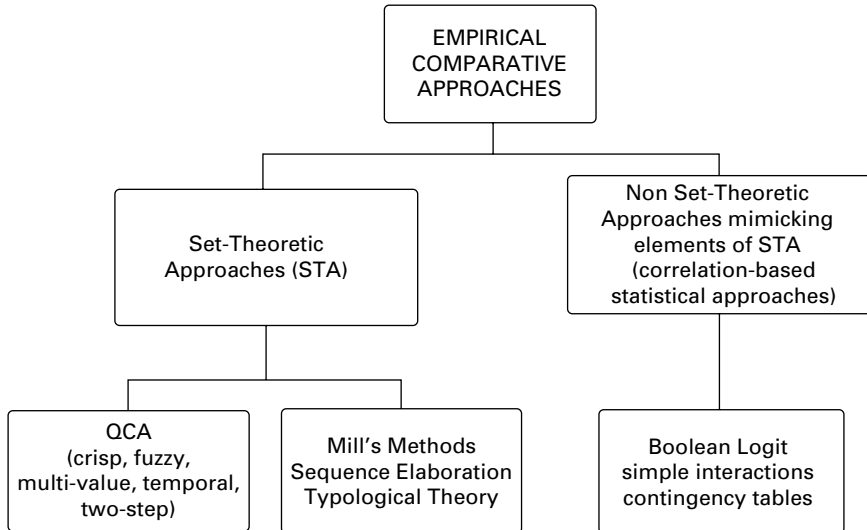 EMPIRICAL
COMPARATIVE
APPROACHES
Set-Theoretic
Approaches (STA)
Non Set-Theoretic
Approaches mimicking
elements of STA
(correlation-based
statistical approaches)
QCA
(crisp, fuzzy,
multi-value, temporal,
two-step)
Mill's Methods
Sequence Elaboration
Typological Theory
Boolean Logit
simple interactions
contingency tables